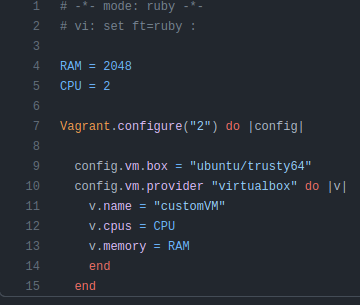 1 # -*- mode: ruby -*-
2 # vi: set ft=ruby :
3
4 RAM = 2048
5 CPU = 2
6
7 Vagrant.configure("2") do |config|
8
9 config.vm.box = "ubuntu/trusty64"
10 config.vm.provider "virtualbox" do |v|
11 v.name = "customVM"
12 v.cpus = CPU
13 v.memory = RAM
14 end
15 end